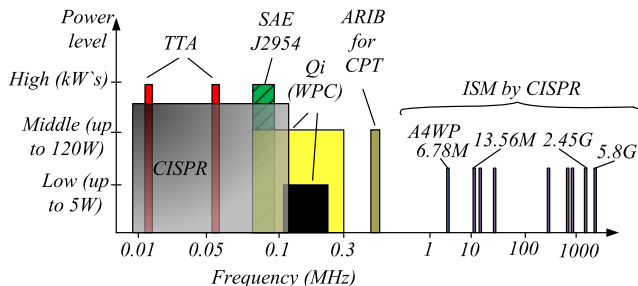 Power
level
TTA
SAE
J2954
ARIB
for
CPT
Qi
(WPC)
ISM by CISPR
High (kW`s)
Middle (up
to 120W)
Low (up
to 5W)
CISPR
A4WP
6.78M
13.56M
2.45G
5.8G
0.01 0.05 0.1 0.3 1 10 100 1000
Frequency (MHz)